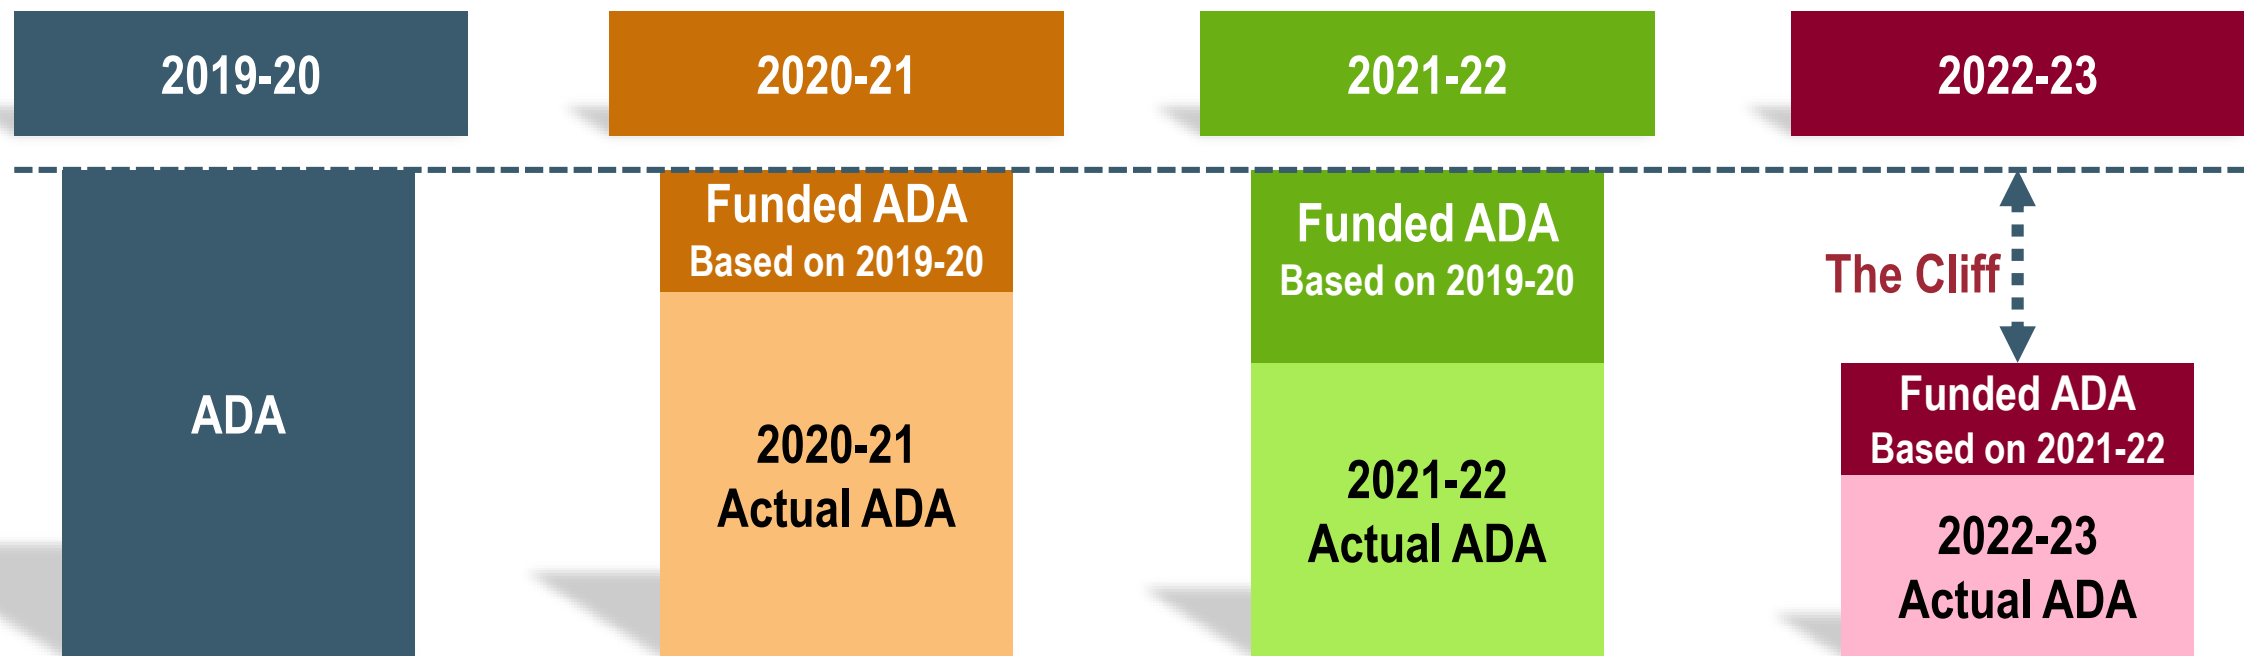 2019-20
2020-21
2021-22
2022-23
ADA
Funded ADA
Based on 2019-20
2020-21
Actual ADA
Funded ADA
Based on 2019-20
2021-22
Actual ADA
The Cliff
Funded ADA
Based on 2021-22
2022-23
Actual ADA